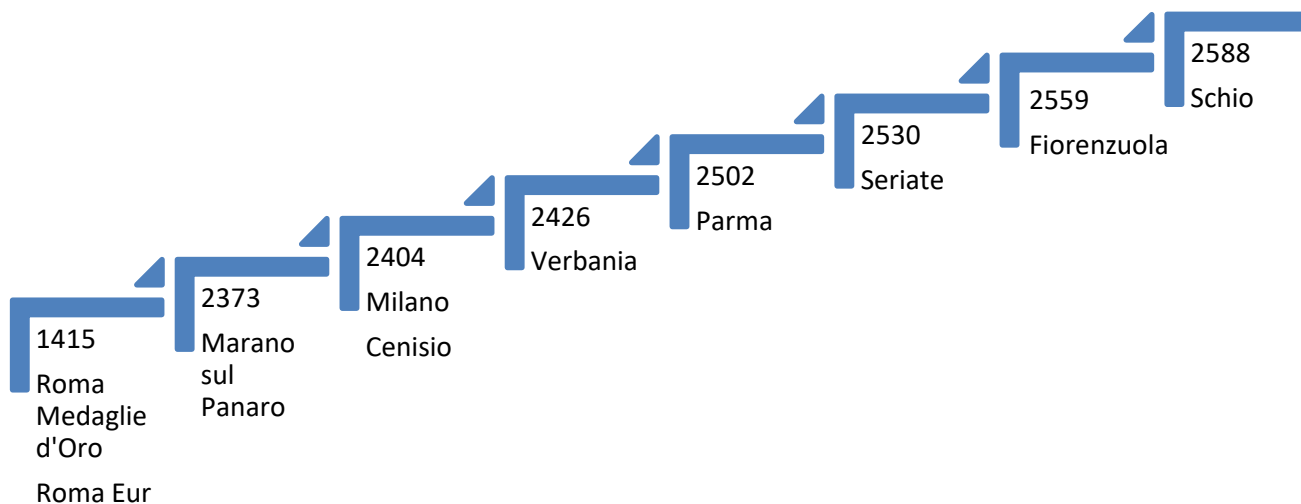 1415
Roma
Medaglie
d'Oro
Roma Eur
2373
Marano
sul
Panaro
2404
Milano
Cenisio
2426
Verbania
2502
Parma
2530
Seriate
2559
Fiorenzuola
2588
Schio